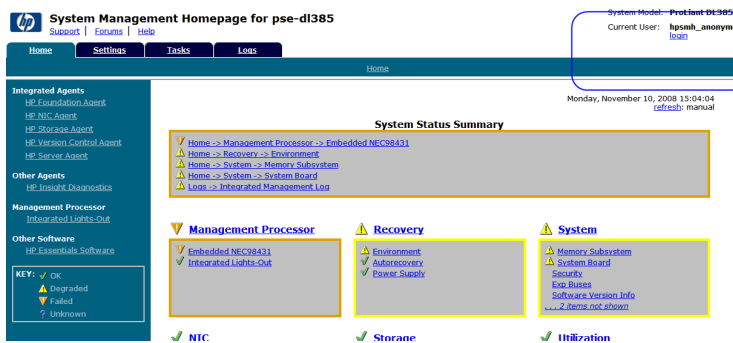 hp
System Management Homepage for pse-dl385
Support | Forums | Help
System Model: ProLiant DL385
Current User: hpsmh_anonym
login
Home Settings Tasks Logs
Home
Integrated Agents
HP Foundation Agent
HP NIC Agent
HP Storage Agent
HP Version Control Agent
HP Server Agent
Other Agents
HP Insight Diagnostics
Management Processor
Integrated Lights-Out
Other Software
HP Essentials Software
KEY: OK
Degraded
Failed
? Unknown
Monday, November 10, 2008 15:04:04
refresh: manual
System Status Summary
Home -> Management Processor -> Embedded NEC98431
Home -> Recovery -> Environment
Home -> System -> Memory Subsystem
Home -> System -> System Board
Logs -> Integrated Management Log
Management Processor
Embedded NEC98431
Integrated Lights-Out
Recovery
Environment
Autorecovery
Power Supply
System
Memory Subsystem
System Board
Security
Exp Buses
Software Version Info
. . . 2 items not shown
NIC
Storage
Utilization